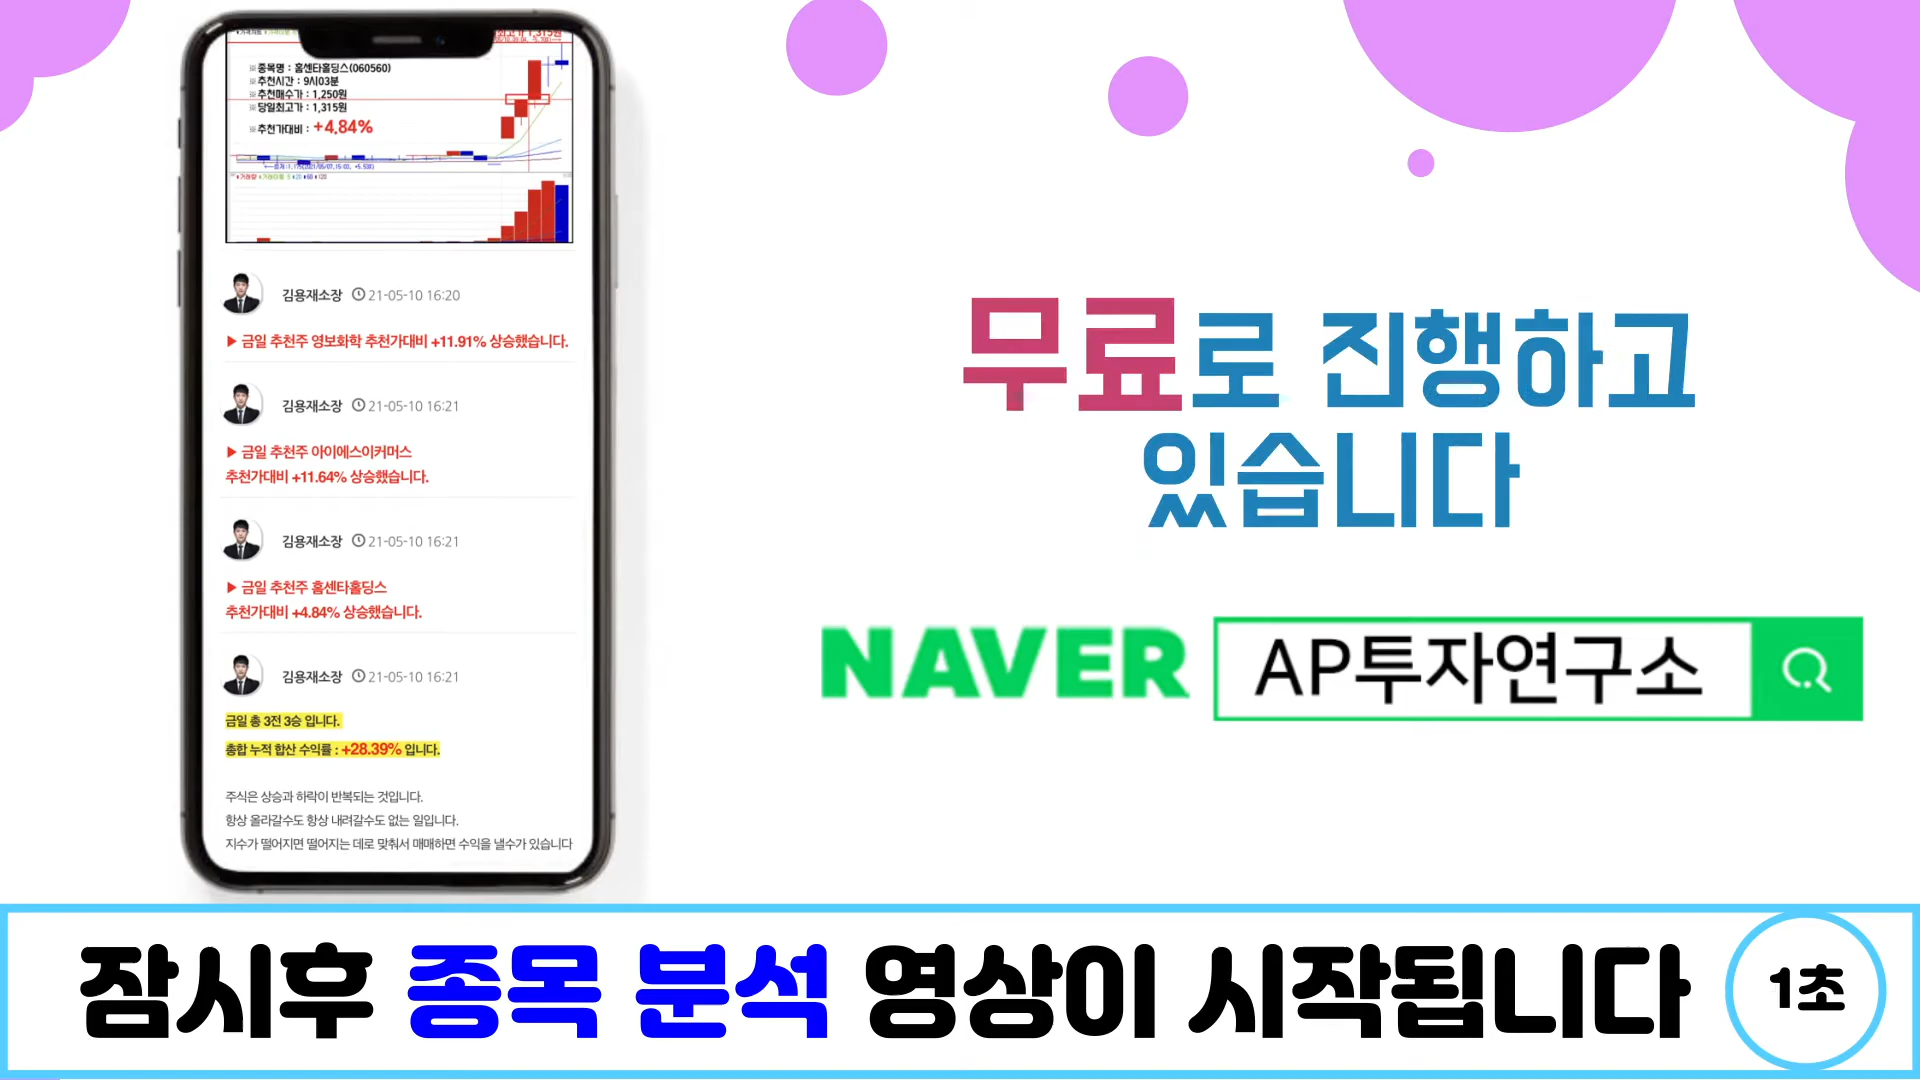 ※종목명 : 홈센타홀딩스(060560)
※추천시간 : 9시03분
※추천매수가 : 1,250원
※당일최고가 : 1,315원
※추천가대비 : +4.84%
김용재소장 21-05-10 16:20
▶ 금일 추천주 영보화학 추천가대비 +11.91% 상승했습니다.
김용재소장 21-05-10 16:21
▶ 금일 추천주 아이에스이커머스
추천가대비 +11.64% 상승했습니다.
김용재소장 21-05-10 16:21
▶ 금일 추천주 홈센타홀딩스
추천가대비 +4.84% 상승했습니다.
김용재소장 21-05-10 16:21
금일 총 3전 3승 입니다.
총합 누적 합산 수익률 : +28.39% 입니다.
주식은 상승과 하락이 반복되는 것입니다.
항상 올라갈수도 항상 내려갈수도 없는 일입니다.
지수가 떨어지면 떨어지는 데로 맞춰서 매매하면 수익을 낼수가 있습니다
무료로 진행하고
있습니다
NAVER AP투자연구소
잠시후 종목 분석 영상이 시작됩니다 1초